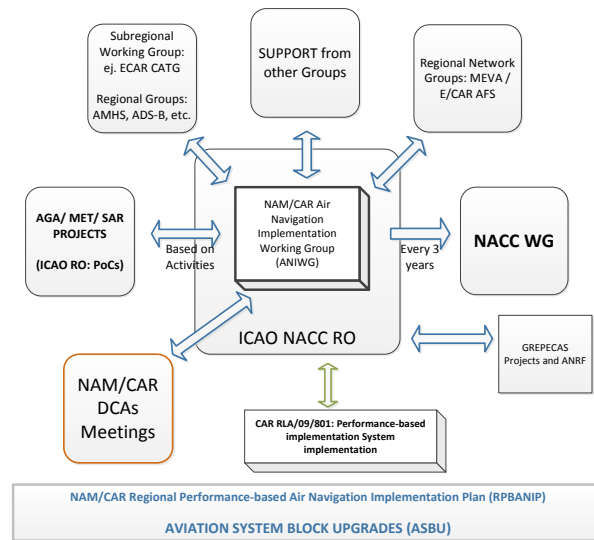 Subregional
Working Group:
ej. ECAR CATG
Regional Groups:
AMHS, ADS-B, etc.
SUPPORT from
other Groups
Regional Network
Groups: MEVA /
E/CAR AFS
AGA/ MET/ SAR
PROJECTS
(ICAO RO: PoCs)
Based on
Activities
NAM/CAR Air
Navigation
Implementation
Working Group
(ANIWG)
Every 3
years
NACC WG
ICAO NACC RO
NAM/CAR
DCAs
Meetings
GREPECAS
Projects and ANRF
CAR RLA/09/801: Performance-based
implementation System
implementation
NAM/CAR Regional Performance-based Air Navigation Implementation Plan (RPBANIP)
AVIATION SYSTEM BLOCK UPGRADES (ASBU)